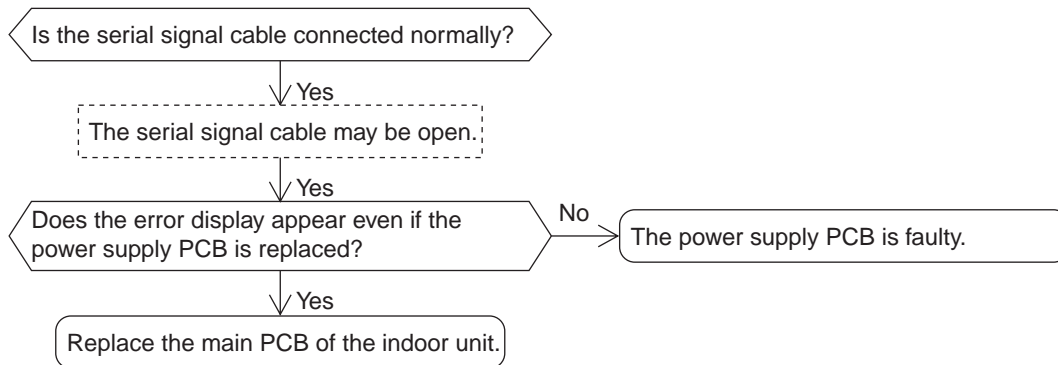 Is the serial signal cable connected normally?
Yes
The serial signal cable may be open.
Yes
Does the error display appear even if the
power supply PCB is replaced?
No
The power supply PCB is faulty.
Yes
Replace the main PCB of the indoor unit.